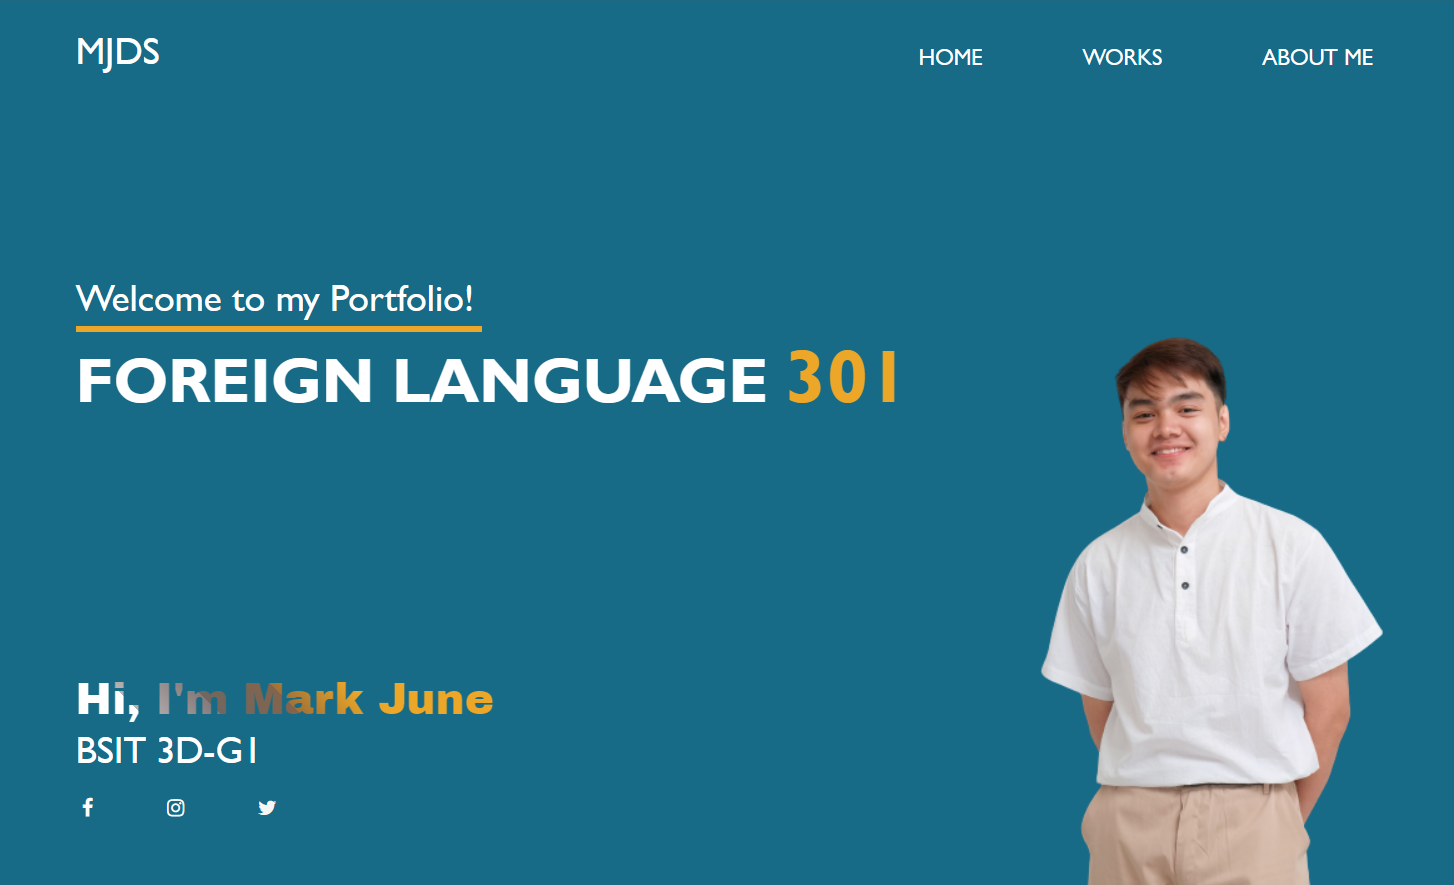 MJDS
HOME WORKS ABOUT ME
Welcome to my Portfolio!
FOREIGN LANGUAGE 301
Hi, I'm Mark June
BSIT 3D-G1